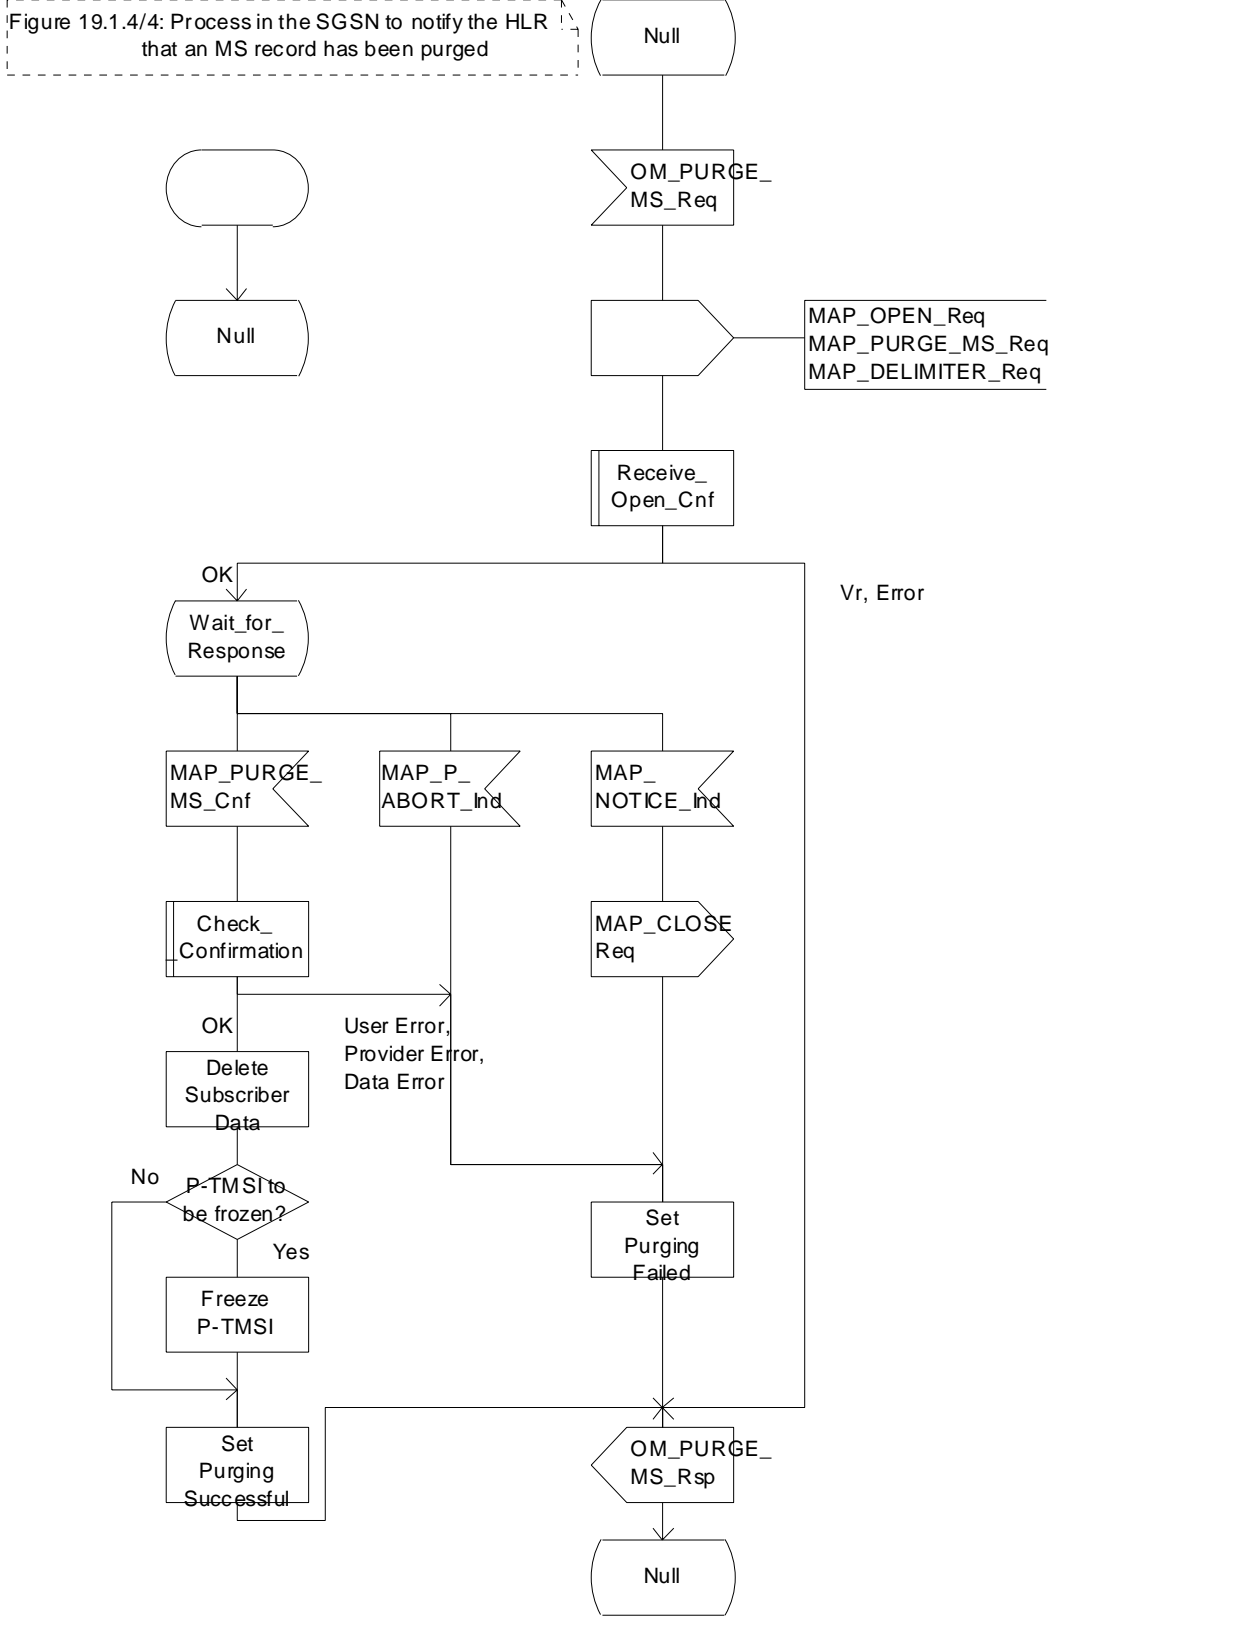 Figure 19.1.4/4: Process in the SGSN to notify the HLR
that an MS record has been purged
Null
OM_PURGE_
MS_Req
Null
MAP_OPEN_Req
MAP_PURGE_MS_Req
MAP_DELIMITER_Req
Receive_
Open_Cnf
OK
Vr, Error
Wait_for_
Response
MAP_PURGE_
MS_Cnf
MAP_P_
ABORT_Ind
MAP_
NOTICE_Ind
Check_
Confirmation
MAP_CLOSE
Req
OK
User Error,
Provider Error,
Data Error
Delete
Subscriber
Data
No
P-TMSI to
be frozen?
Yes
Set
Purging
Failed
Freeze
P-TMSI
Set
Purging
Successful
OM_PURGE_
MS_Rsp
Null